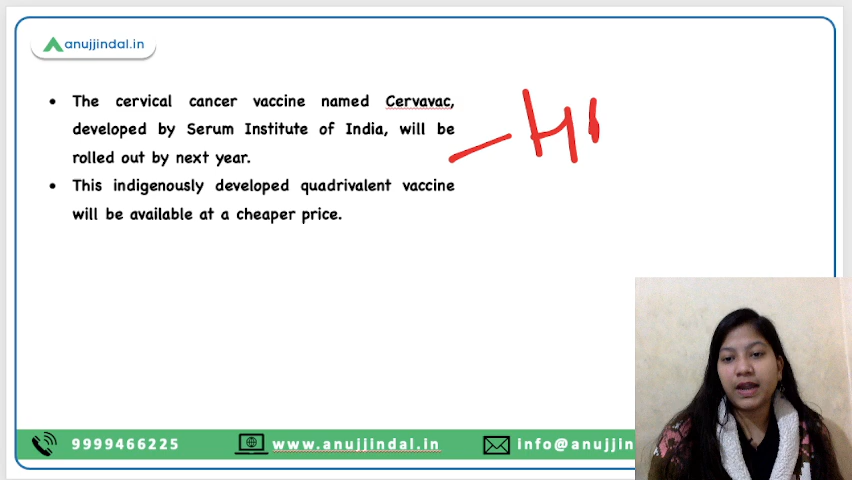 anujjindal.in
• The cervical cancer vaccine named Cervavac,
developed by Serum Institute of India, will be
rolled out by next year.
• This indigenously developed quadrivalent vaccine
will be available at a cheaper price.
9999466225
www.anujjindal.in
info@anujjin